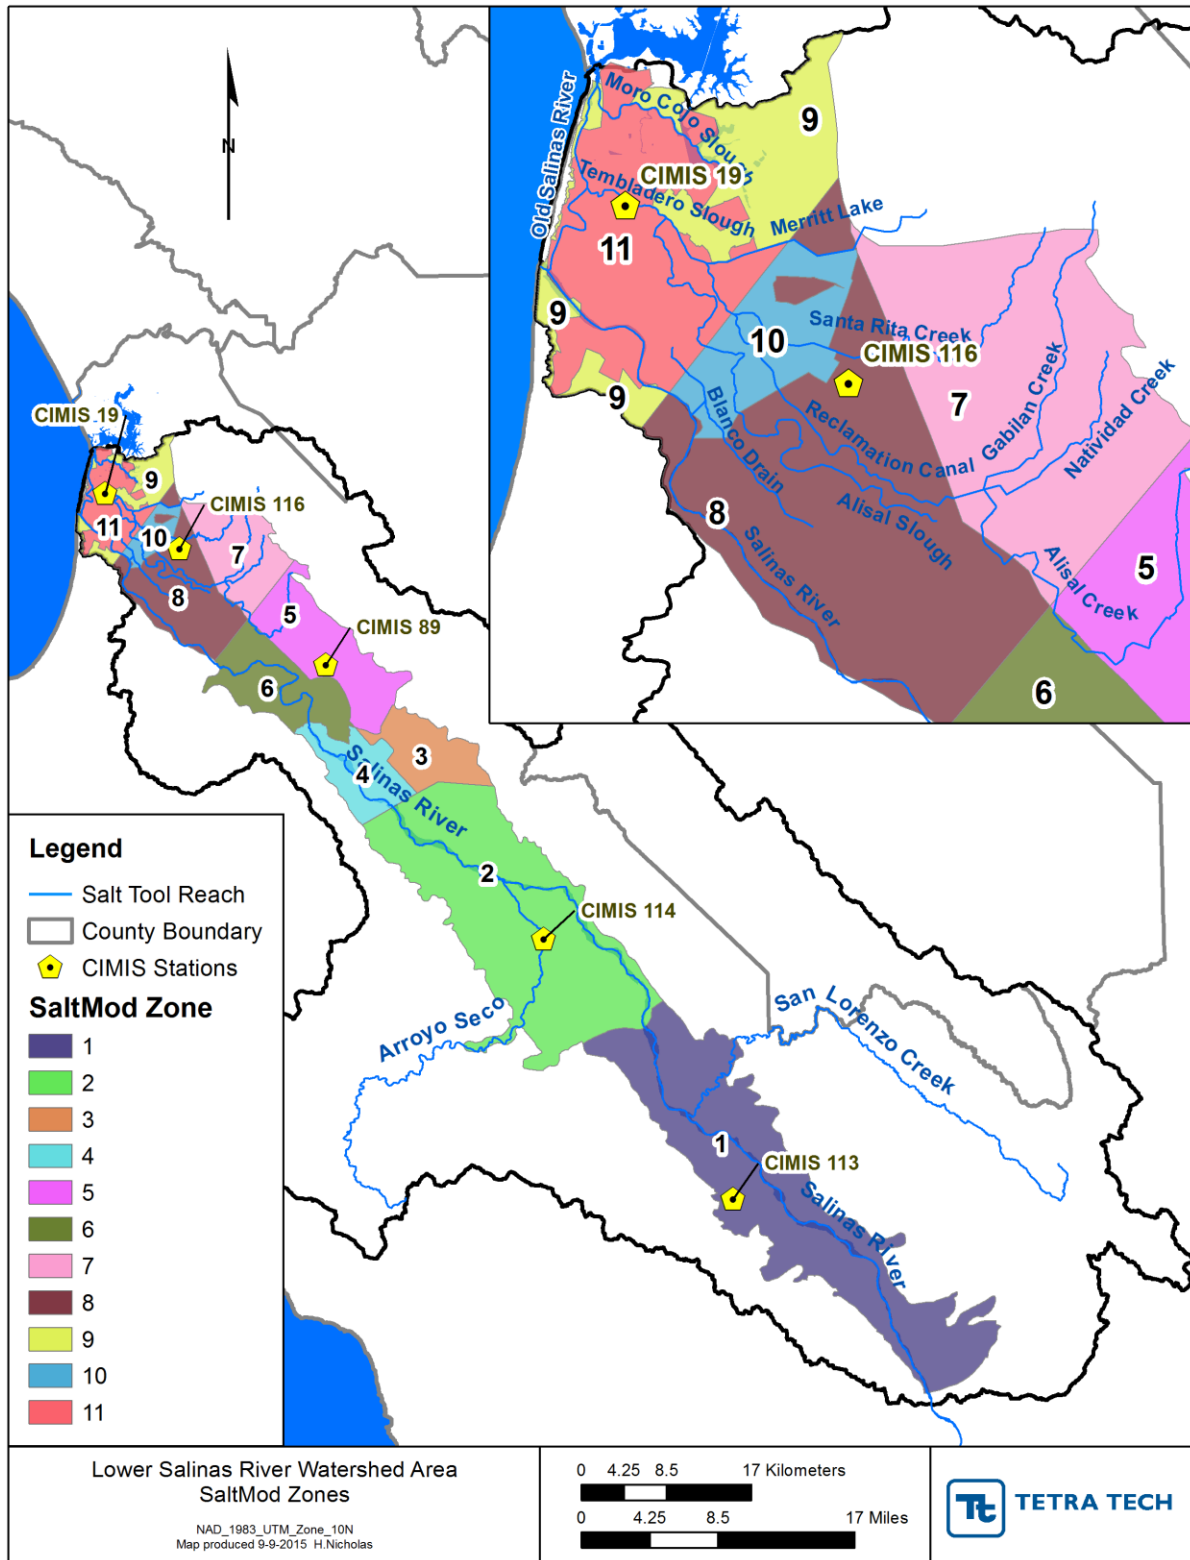 N
Old Salinas River
Moro Cojo Slough
9
CIMIS 19
Tembladero Slough
Merritt Lake
11
9
10
Santa Rita Creek
CIMIS 116
9
7
Blanco Drain
Reclamation Canal
Gabilan Creek
Natividad Creek
8
Alisal Slough
Salinas River
Alisal Creek
5
6
CIMIS 19
9
CIMIS 116
11
10
7
8
5
CIMIS 89
6
3
4
Salinas River
2
CIMIS 114
Arroyo Seco
San Lorenzo Creek
1
CIMIS 113
Salinas River
Legend
Salt Tool Reach
County Boundary
CIMIS Stations
SaltMod Zone
1
2
3
4
5
6
7
8
9
10
11
Lower Salinas River Watershed Area
SaltMod Zones
NAD_1983_UTM_Zone_10N
Map produced 9-9-2015 H.Nicholas
0 4.25 8.5 17 Kilometers
0 4.25 8.5 17 Miles
Tt TETRA TECH